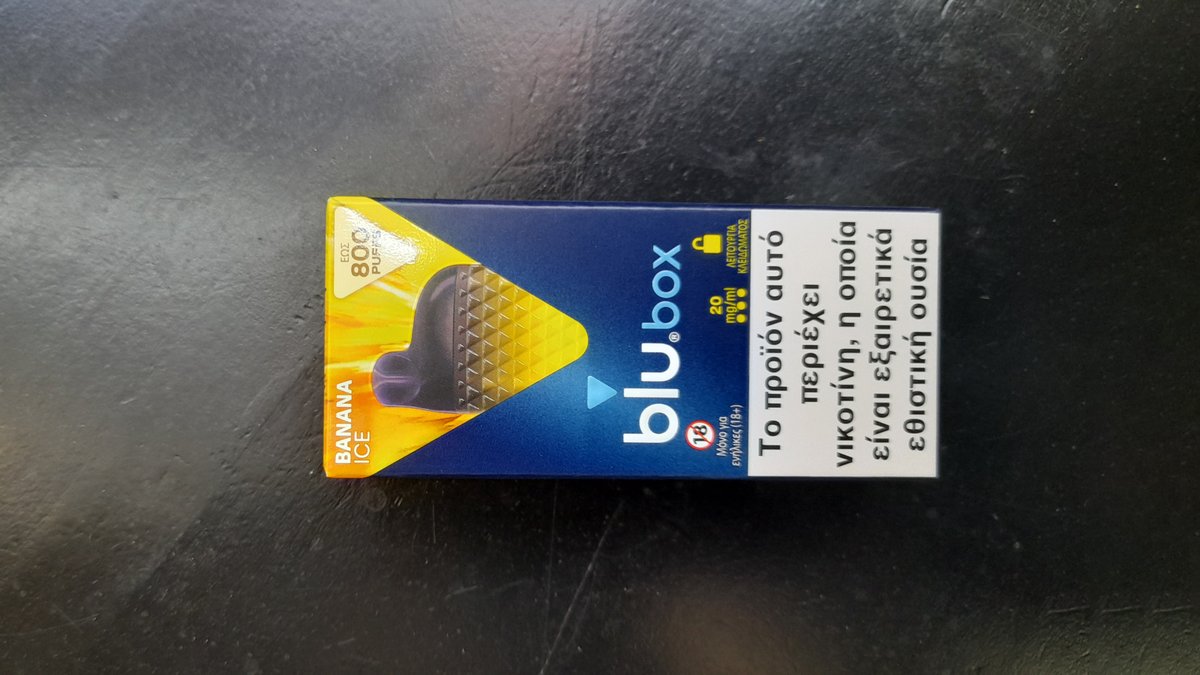 BANANA
ICE
ΕΩΣ
800
PUFFS
blu®box
18
Μόνο για
ενήλικες (18+)
20
mg/ml
ΛΕΙΤΟΥΡΓΙΑ
ΚΛΕΙΔΩΜΑΤΟΣ
Το προϊόν αυτό
περιέχει
νικοτίνη, η οποία
είναι εξαιρετικά
εθιστική ουσία